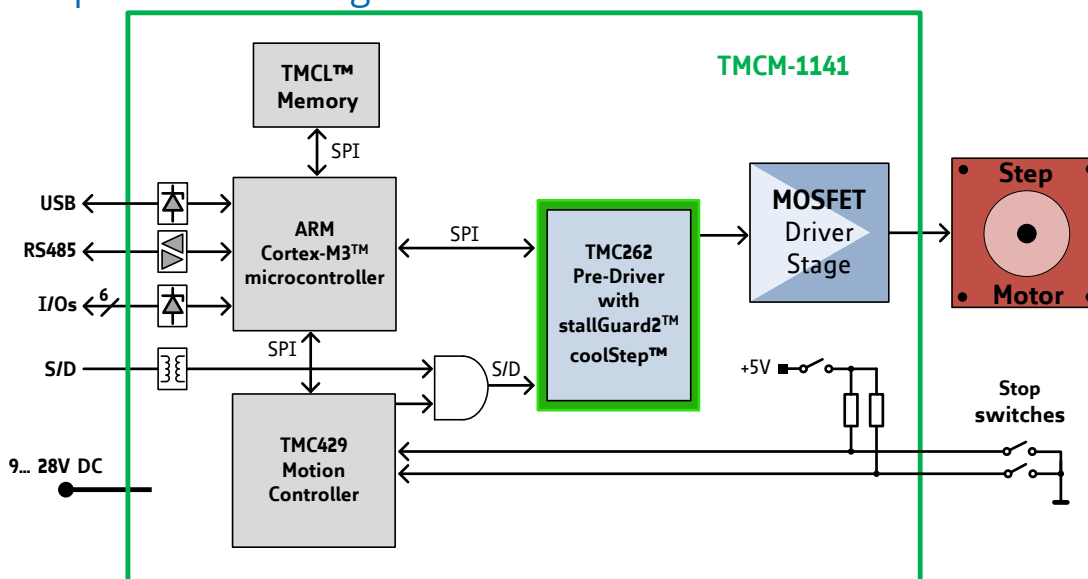 TMCM-1141
TMCL™
Memory
SPI
USB
RS485
I/Os
6
S/D
9... 28V DC
ARM
Cortex-M3™
microcontroller
SPI
SPI
S/D
TMC429
Motion
Controller
TMC262
Pre-Driver
with
stallGuard2™
coolStep™
MOSFET
Driver
Stage
Step
Motor
+5V
Stop
switches